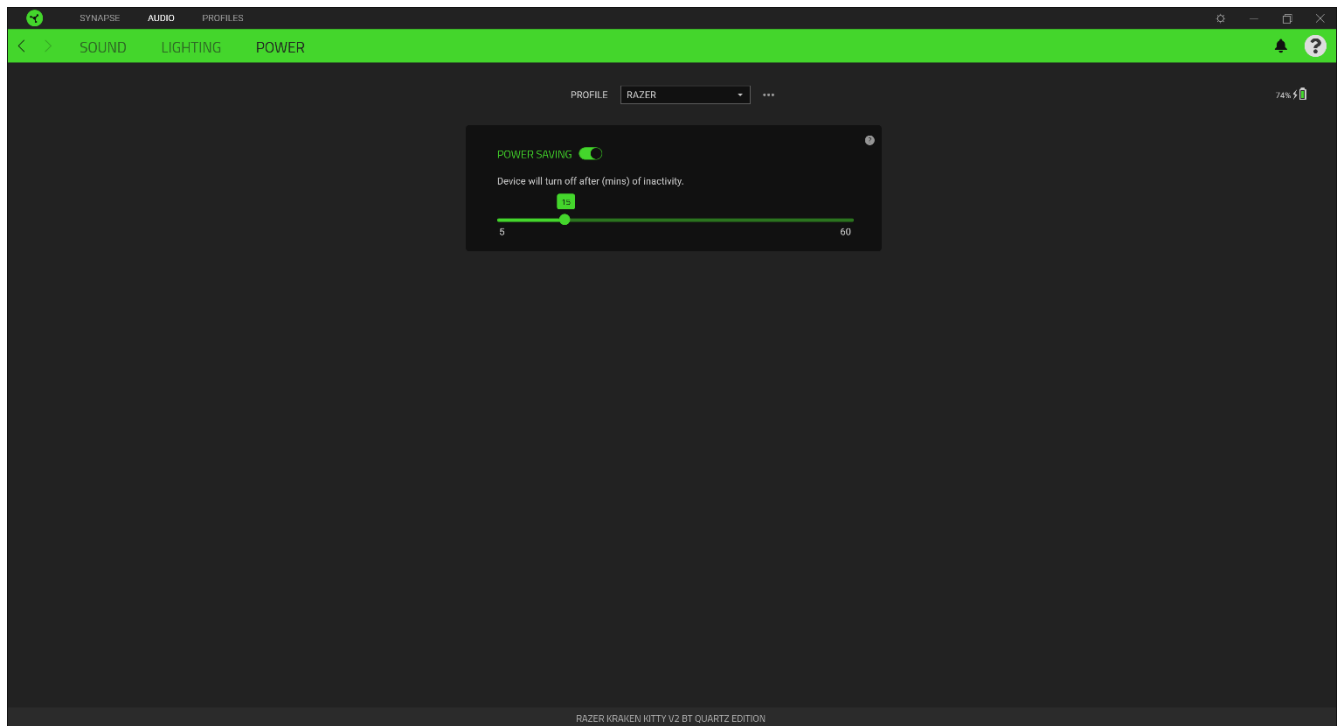 SYNAPSE AUDIO PROFILES
SOUND LIGHTING POWER ?
PROFILE RAZER ••• 74%
?
POWER SAVING
Device will turn off after (mins) of inactivity.
15
5 60
RAZER KRAKEN KITTY V2 BT QUARTZ EDITION